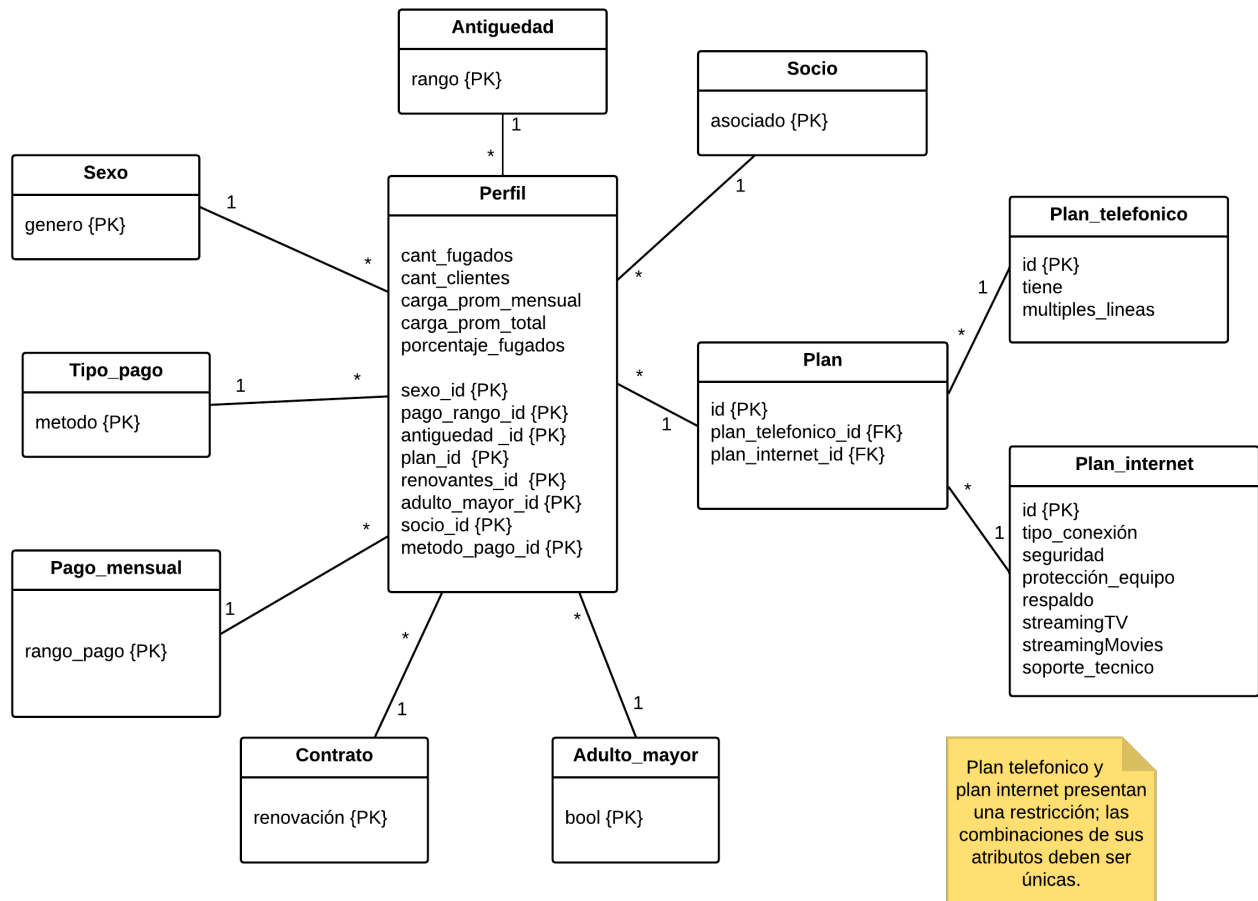 Antiguedad
rango {PK}
1
*
Socio
asociado {PK}
1
*
Sexo
genero {PK}
1
*
Perfil
cant_fugados
cant_clientes
carga_prom_mensual
carga_prom_total
porcentaje_fugados
sexo_id {PK}
pago_rango_id {PK}
antiguedad _id {PK}
plan_id {PK}
renovantes_id {PK}
adulto_mayor_id {PK}
socio_id {PK}
metodo_pago_id {PK}
Plan_telefonico
id {PK}
tiene
multiples_lineas
1
*
Tipo_pago
metodo {PK}
1
*
*
1
Plan
id {PK}
plan_telefonico_id {FK}
plan_internet_id {FK}
*
1
Plan_internet
id {PK}
tipo_conexión
seguridad
protección_equipo
respaldo
streamingTV
streamingMovies
soporte_tecnico
Pago_mensual
rango_pago {PK}
1
*
*
1
Contrato
renovación {PK}
*
1
Adulto_mayor
bool {PK}
Plan telefonico y
plan internet presentan
una restricción; las
combinaciones de sus
atributos deben ser
únicas.